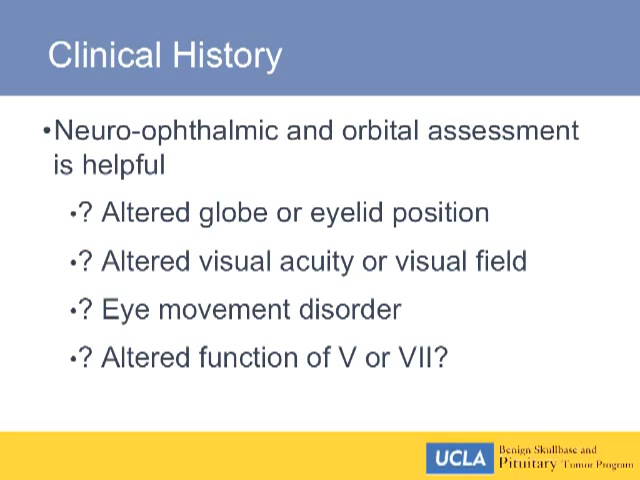 Clinical History
•Neuro-ophthalmic and orbital assessment
is helpful
•? Altered globe or eyelid position
•? Altered visual acuity or visual field
•? Eye movement disorder
•? Altered function of V or VII?
UCLA
Benign Skullbase and
Pituitary Tumor Program